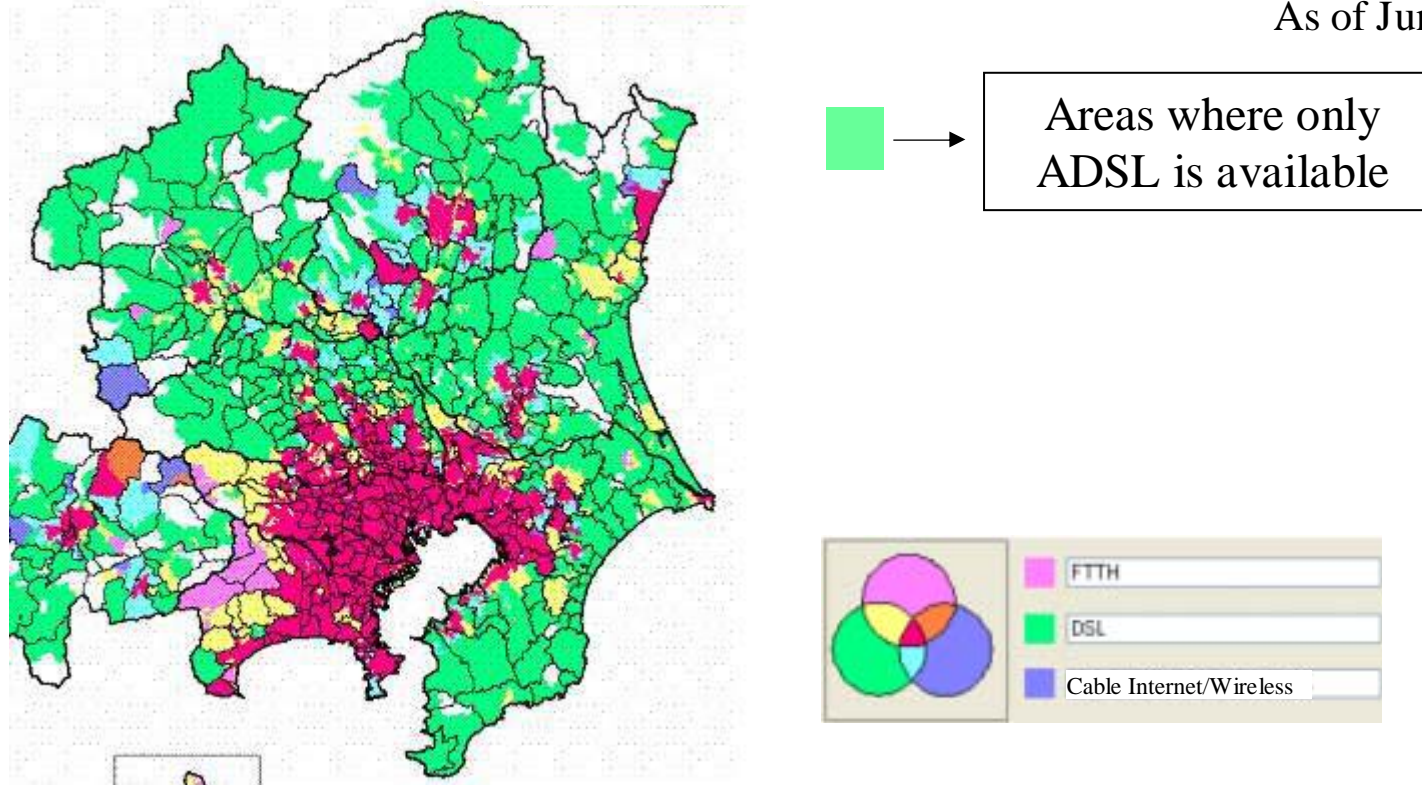 As of Jun
Areas where only
ADSL is available
FTTH
DSL
Cable Internet/Wireless